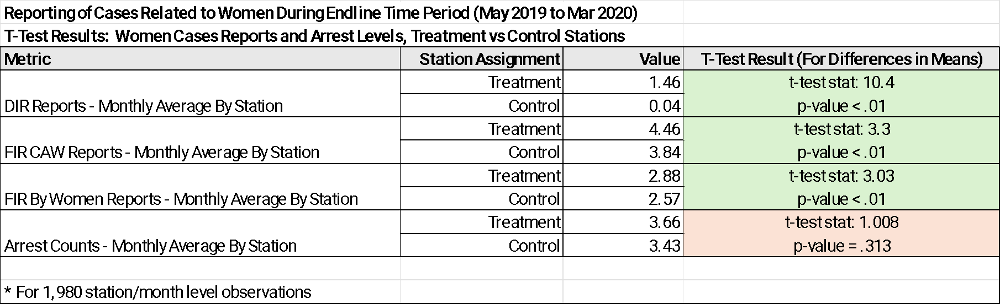 Reporting of Cases Related to Women During Endline Time Period (May 2019 to Mar 2020)
T-Test Results: Women Cases Reports and Arrest Levels, Treatment vs Control Stations
Metric Station Assignment Value T-Test Result (For Differences in Means)
Treatment 1.46 t-test stat: 10.4
DIR Reports - Monthly Average By Station Control 0.04 p-value < .01
Treatment 4.46 t-test stat: 3.3
FIR CAW Reports - Monthly Average By Station Control 3.84 p-value < .01
Treatment 2.88 t-test stat: 3.03
FIR By Women Reports - Monthly Average By Station Control 2.57 p-value < .01
Treatment 3.66 t-test stat: 1.008
Arrest Counts - Monthly Average By Station Control 3.43 p-value = .313
* For 1,980 station/month level observations